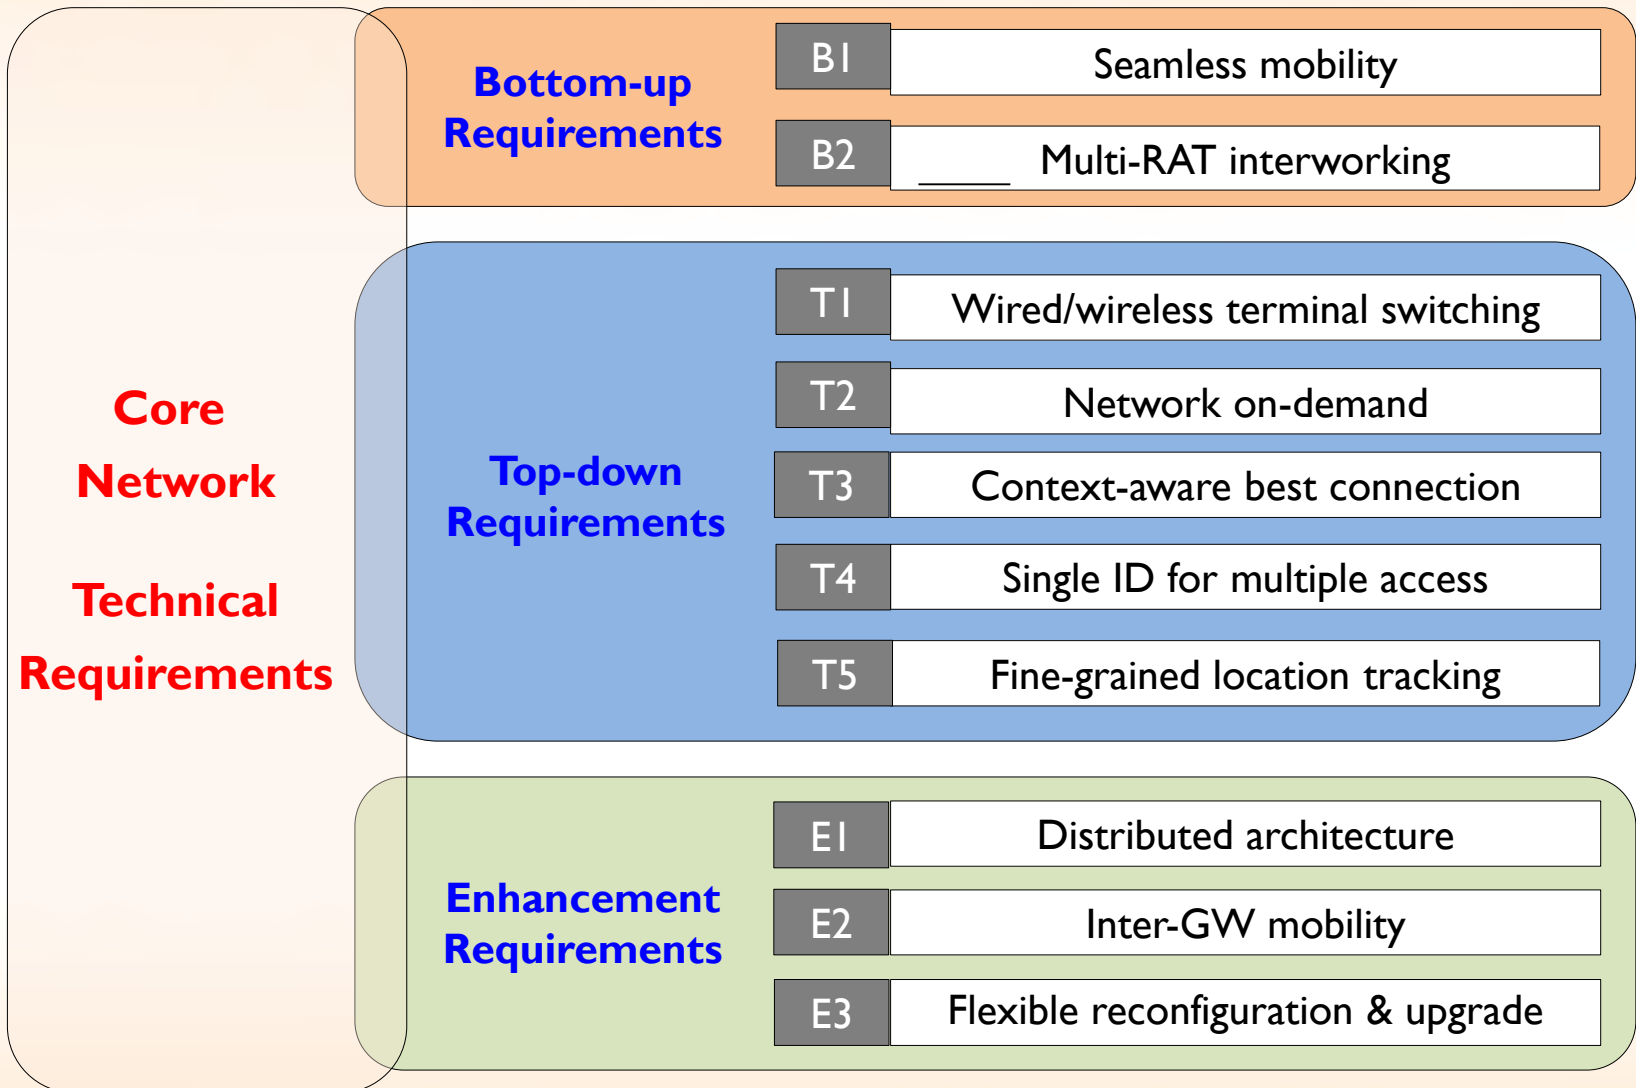 Core
Network
Technical
Requirements
Bottom-up
Requirements
B1 Seamless mobility
B2 ____ Multi-RAT interworking
Top-down
Requirements
T1 Wired/wireless terminal switching
T2 Network on-demand
T3 Context-aware best connection
T4 Single ID for multiple access
T5 Fine-grained location tracking
Enhancement
Requirements
E1 Distributed architecture
E2 Inter-GW mobility
E3 Flexible reconfiguration & upgrade